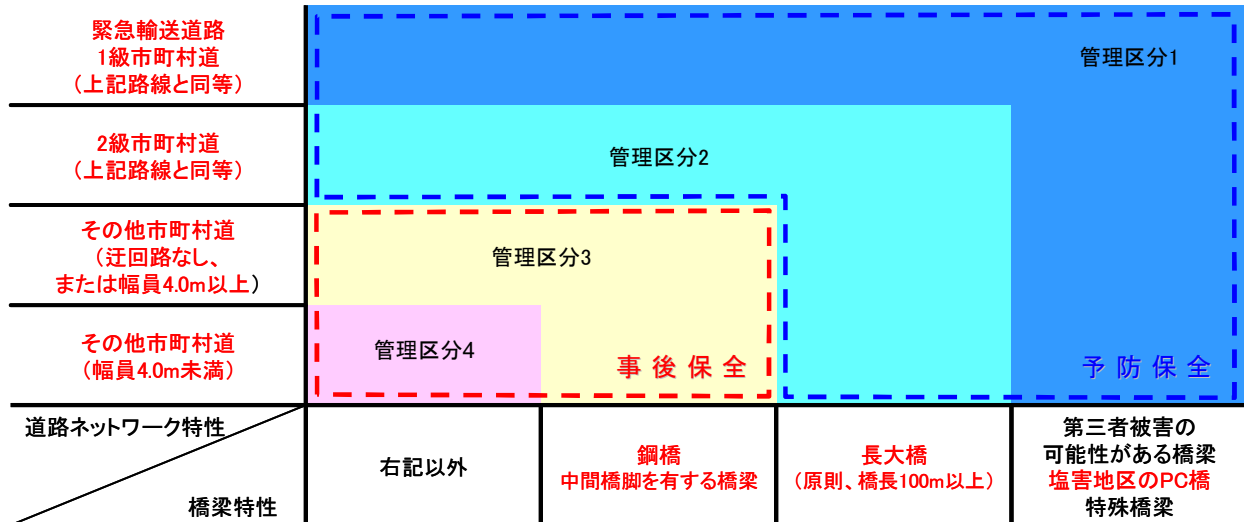 緊急輸送道路
1級市町村道
（上記路線と同等）
管理区分1
2級市町村道
（上記路線と同等）
管理区分2
その他市町村道
（迂回路なし、
または幅員4.0m以上）
管理区分3
その他市町村道
（幅員4.0m未満）
管理区分4
事後保全
予防保全
道路ネットワーク特性
橋梁特性
右記以外
鋼橋
中間橋脚を有する橋梁
長大橋
（原則、橋長100m以上）
第三者被害の
可能性がある橋梁
塩害地区のPC橋
特殊橋梁